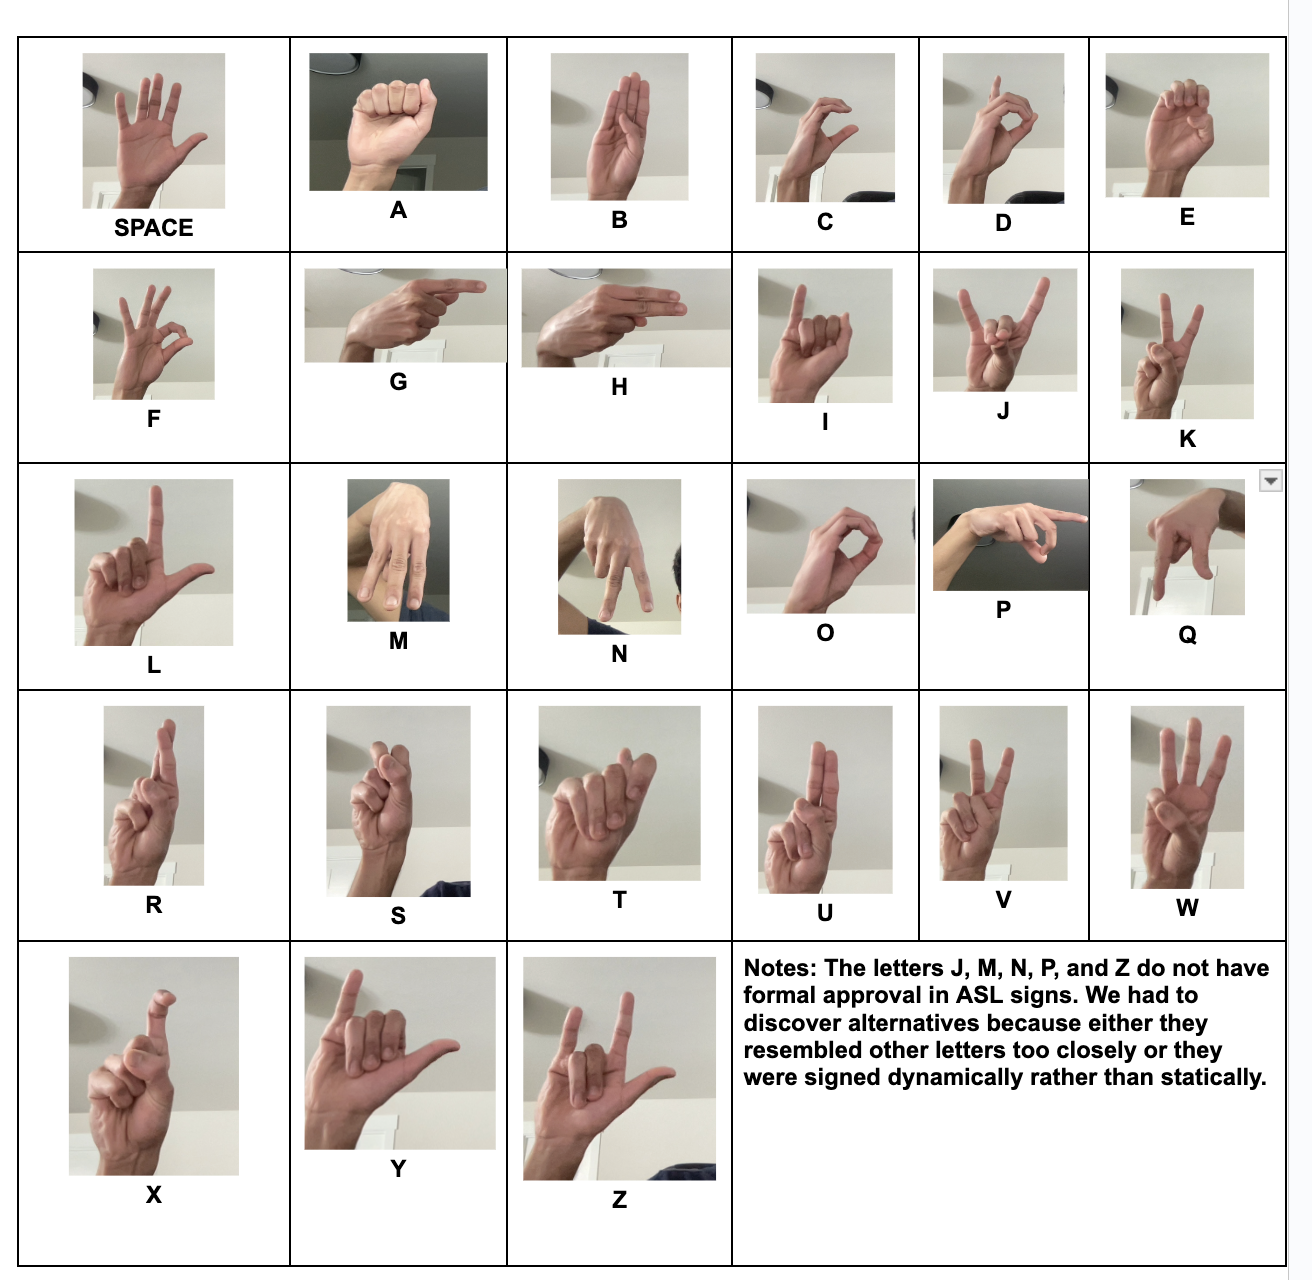 SPACE
A
B
C
D
E
F
G
H
I
J
K
L
M
N
O
P
Q
R
S
T
U
V
W
X
Y
Z
Notes: The letters J, M, N, P, and Z do not have
formal approval in ASL signs. We had to
discover alternatives because either they
resembled other letters too closely or they
were signed dynamically rather than statically.